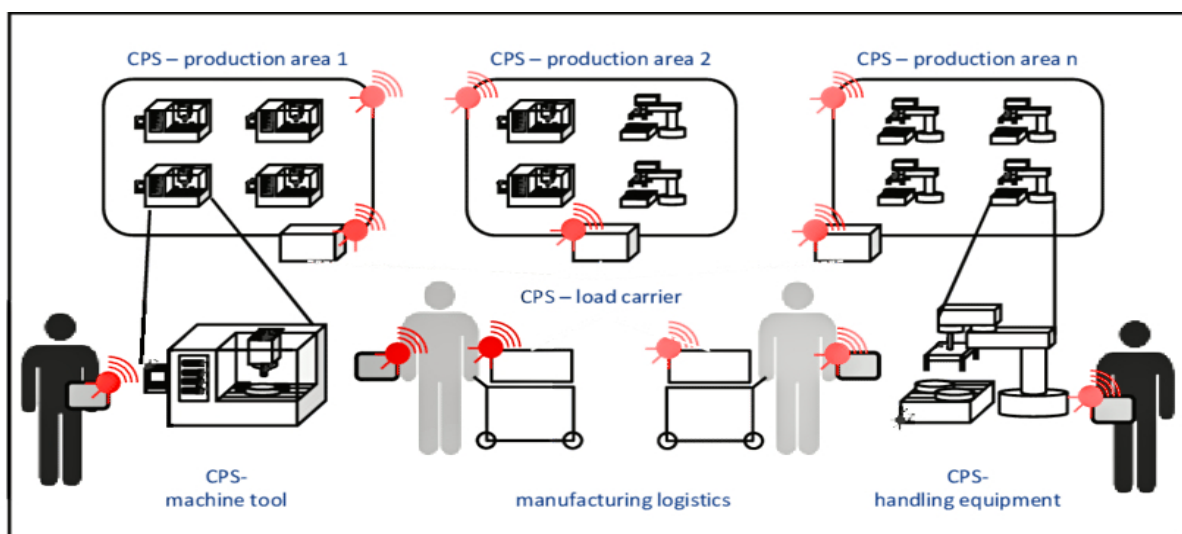 CPS – production area 1
CPS – production area 2
CPS – production area n
CPS – load carrier
CPS-
machine tool
manufacturing logistics
CPS-
handling equipment